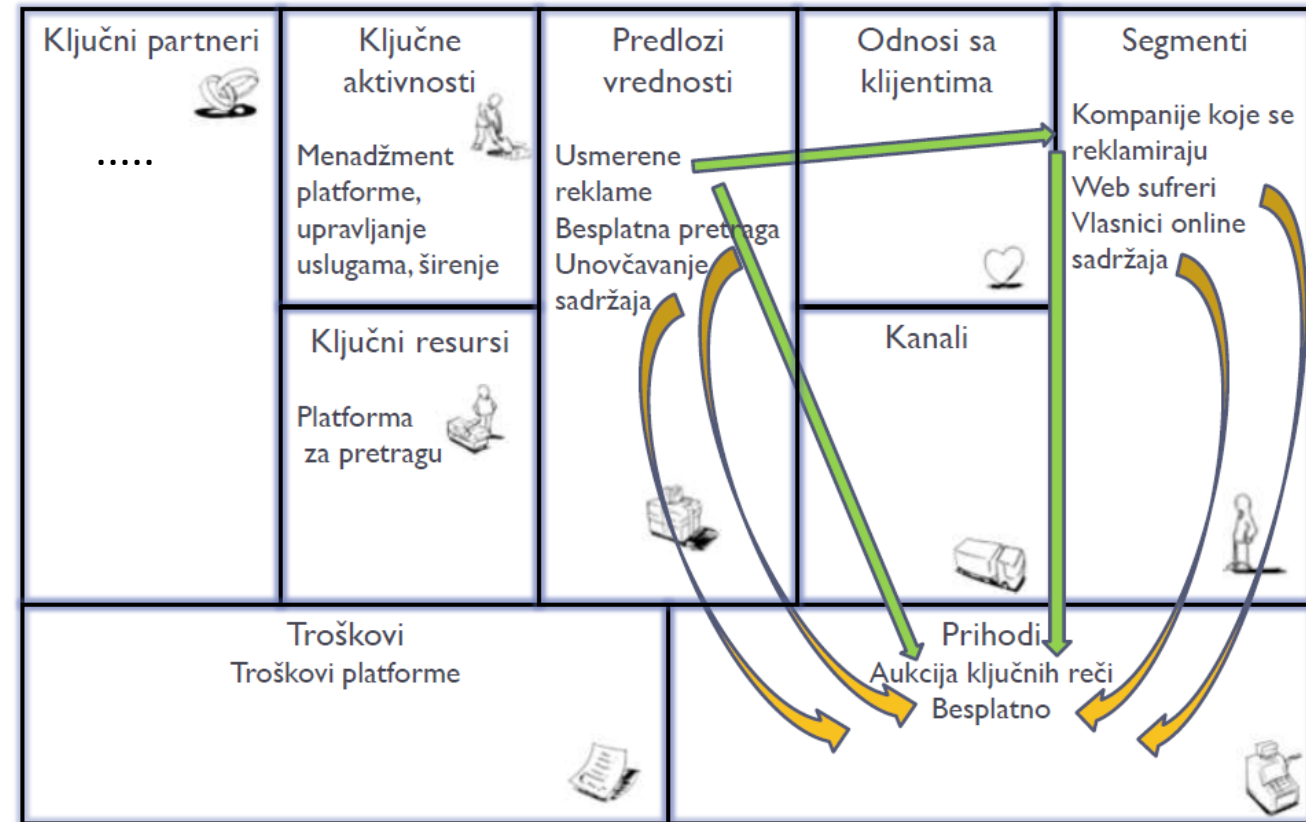 Ključni partneri
.....
Ključne
aktivnosti
Menadžment
platforme,
upravljanje
uslugama, širenje
Ključni resursi
Platforma
za pretragu
Predlozi
vrednosti
Usmerene
reklame
Besplatna pretraga
Unovčavanje
sadržaja
Odnosi sa
klijentima
Kanali
Segmenti
Kompanije koje se
reklamiraju
Web sufreri
Vlasnici online
sadržaja
Troškovi
Troškovi platforme
Prihodi
Aukcija ključnih reči
Besplatno